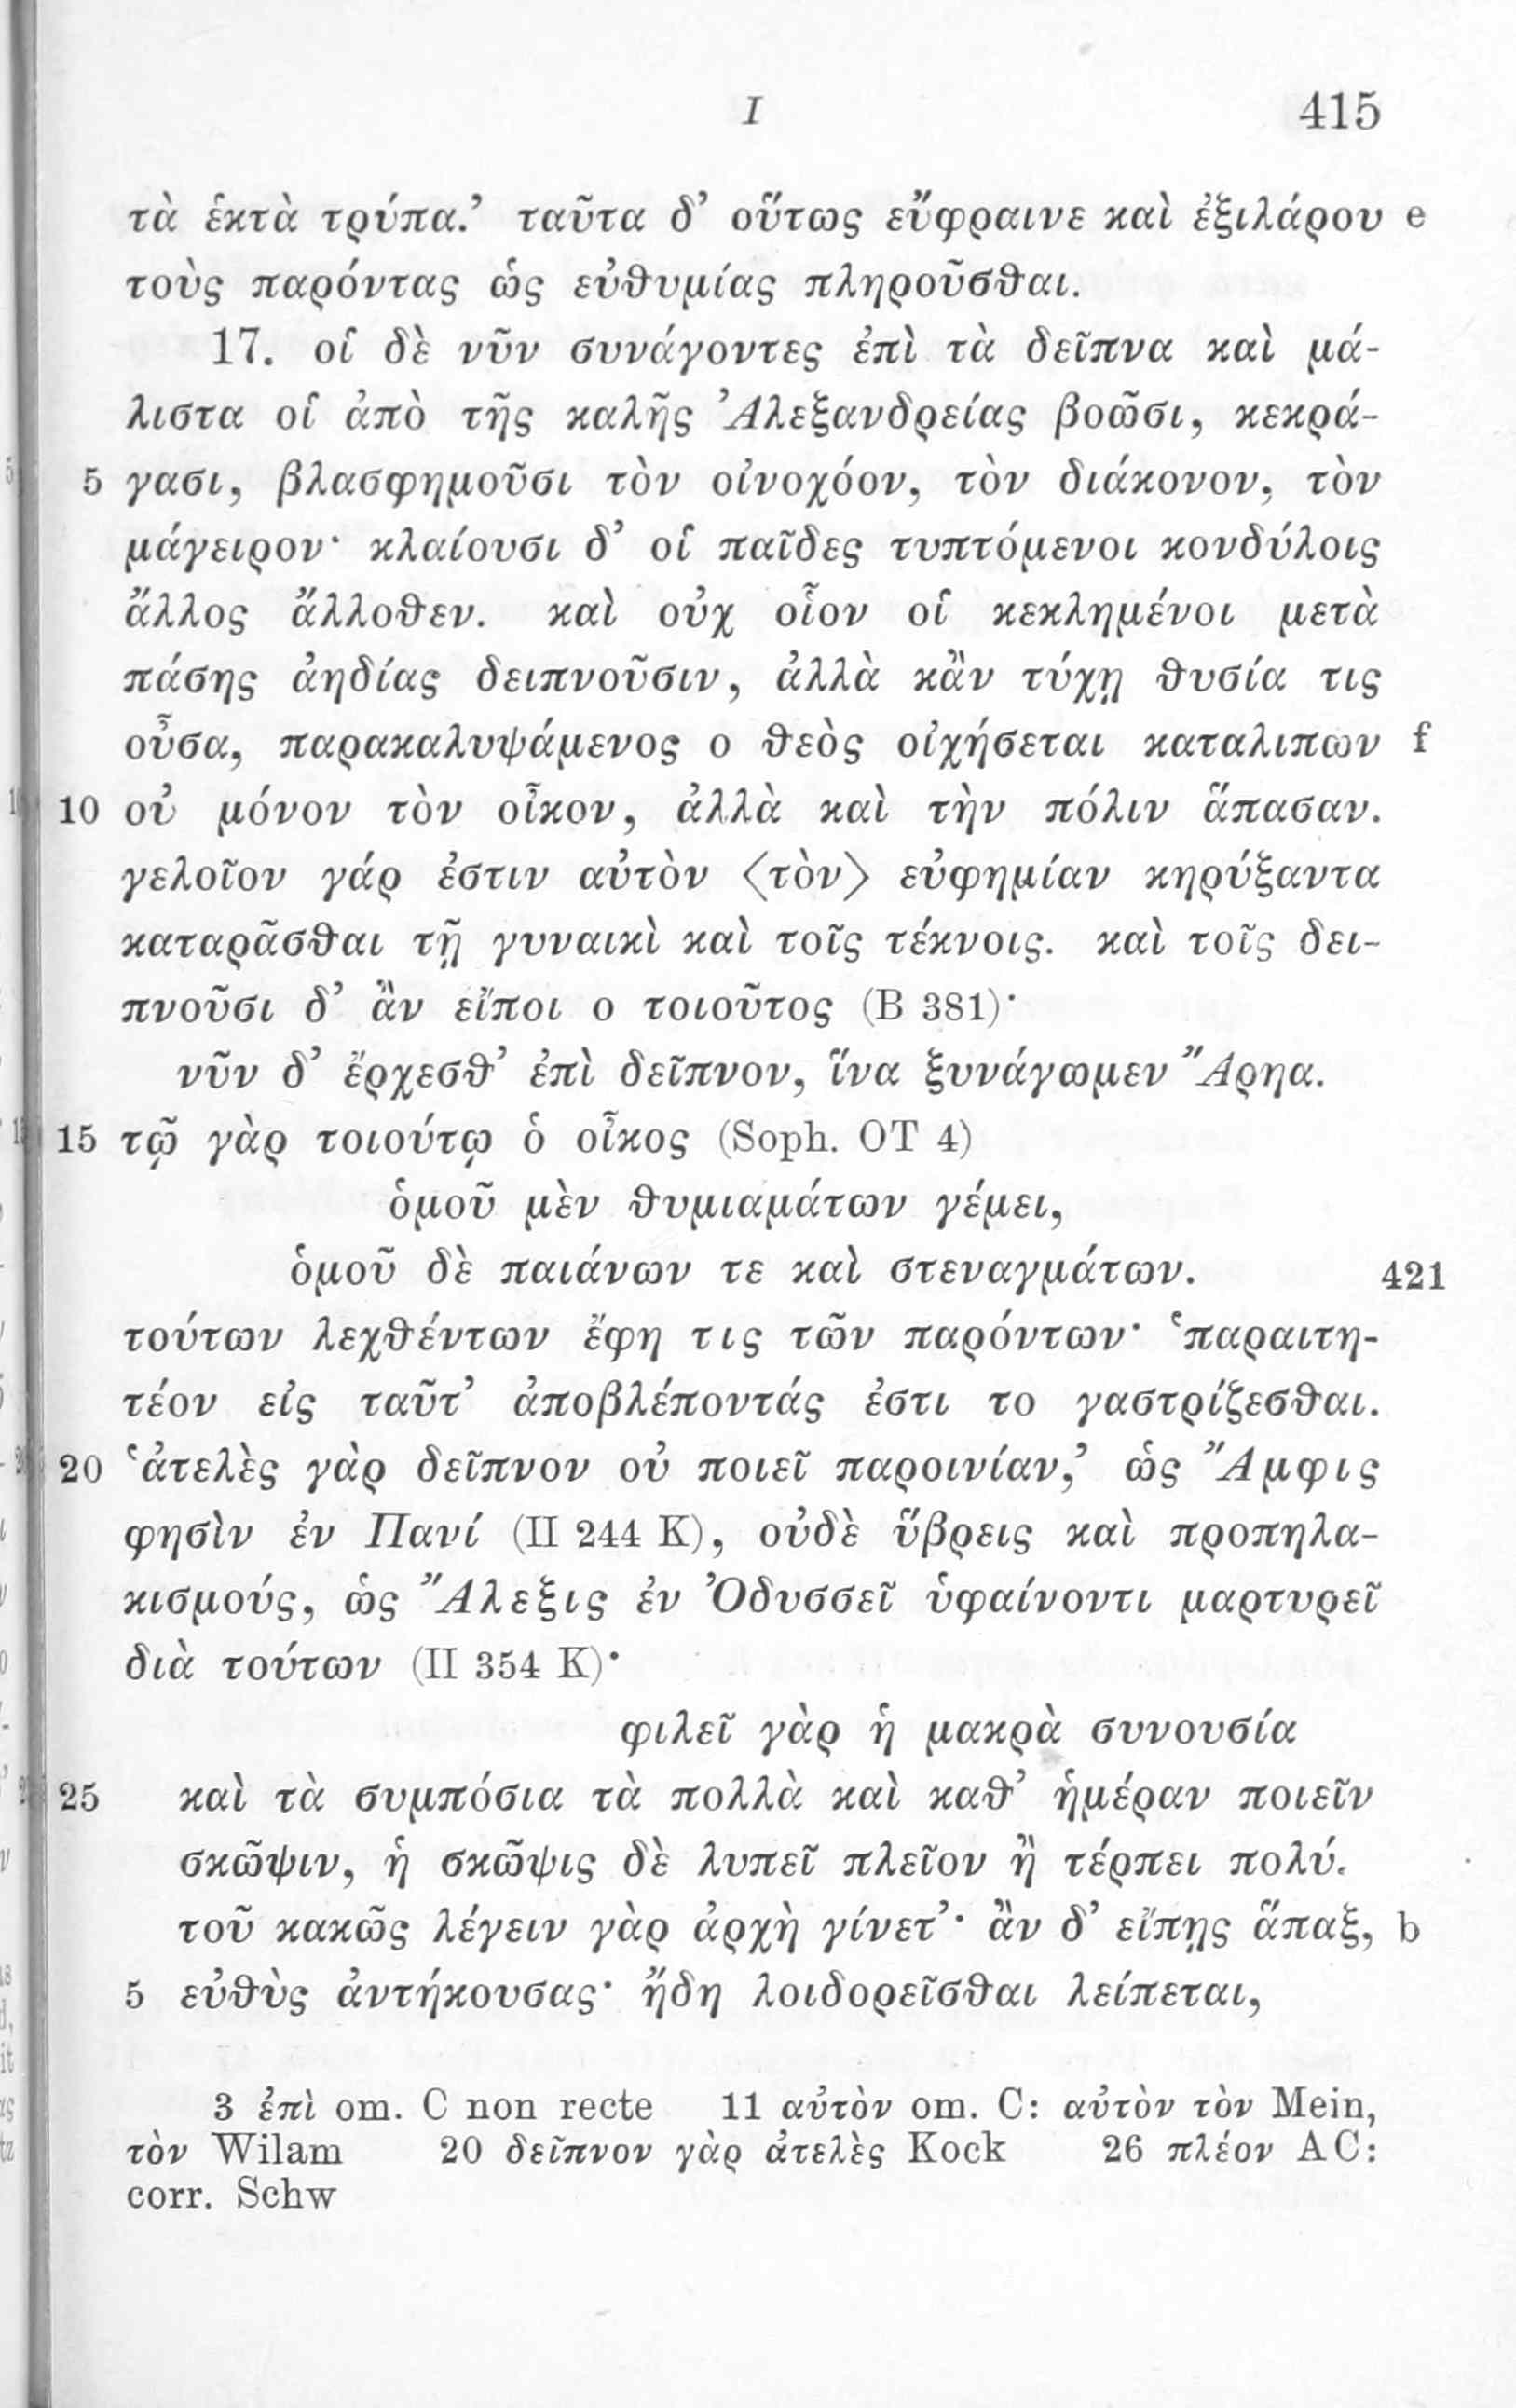 I 415
τὰ ἑκτὰ τρύπα.’ ταῦτα δ’ οὕτως εὔφραινε καὶ ἐξιλάρου e
τοὺς παρόντας ὡς εὐθυμίας πληροῦσθαι.
17. οἱ δὲ νῦν συνάγοντες ἐπὶ τὰ δεῖπνα καὶ μά-
λιστα οἱ ἀπὸ τῆς καλῆς Ἀλεξανδρείας βοῶσι, κεκρά-
5 γασι, βλασφημοῦσι τὸν οἰνοχόον, τὸν διάκονον, τὸν
μάγειρον· κλαίουσι δ’ οἱ παῖδες τυπτόμενοι κονδύλοις
ἄλλος ἄλλοθεν. καὶ οὐχ οἷον οἱ κεκλημένοι μετὰ
πάσης ἀηδίας δειπνοῦσιν, ἀλλὰ κἂν τύχῃ θυσία τις
οὖσα, παρακαλυψάμενος ο θεὸς οἰχήσεται καταλιπων f
10 οὐ μόνον τὸν οἶκον, ἀλλὰ καὶ τὴν πόλιν ἅπασαν.
γελοῖον γάρ ἐστιν αὐτὸν <τὸν> εὐφημίαν κηρύξαντα
καταρᾶσθαι τῇ γυναικὶ καὶ τοῖς τέκνοις. καὶ τοῖς δει-
πνοῦσι δ’ ἂν εἴποι ο τοιοῦτος (B 381)·
νῦν δ’ ἔρχεσθ’ ἐπὶ δεῖπνον, ἵνα ξυνάγωμεν Ἄρηα.
15 τῷ γὰρ τοιούτῳ ὁ οἶκος (Soph. OT 4)
ὁμοῦ μὲν θυμιαμάτων γέμει,
ὁμοῦ δὲ παιάνων τε καὶ στεναγμάτων. 421
τούτων λεχθέντων ἔφη τις τῶν παρόντων· ‘παραιτη-
τέον εἰς ταῦτ’ ἀποβλέποντάς ἐστι το γαστρίζεσθαι.
20 ‘ἀτελὲς γὰρ δεῖπνον οὐ ποιεῖ παροινίαν,’ ὡς Ἄμφις
φησὶν ἐν Πανί (II 244 K), οὐδὲ ὕβρεις καὶ προπηλα-
κισμούς, ὡς Ἄλεξις ἐν Ὀδυσσεῖ ὑφαίνοντι μαρτυρεῖ
διὰ τούτων (II 354 K)·
φιλεῖ γὰρ ἡ μακρὰ συνουσία
25 καὶ τὰ συμπόσια τὰ πολλὰ καὶ καθ’ ἡμέραν ποιεῖν
σκῶψιν, ἡ σκῶψις δὲ λυπεῖ πλεῖον ἢ τέρπει πολύ.
τοῦ κακῶς λέγειν γὰρ ἀρχὴ γίνετ’· ἂν δ’ εἴπῃς ἅπαξ, b
5 εὐθὺς ἀντήκουσας· ἤδη λοιδορεῖσθαι λείπεται,
3 ἐπὶ om. C non recte 11 αὐτὸν om. C: αὐτὸν τὸν Mein,
τὸν Wilam 20 δεῖπνον γὰρ ἀτελὲς Kock 26 πλέον AC:
corr. Schw